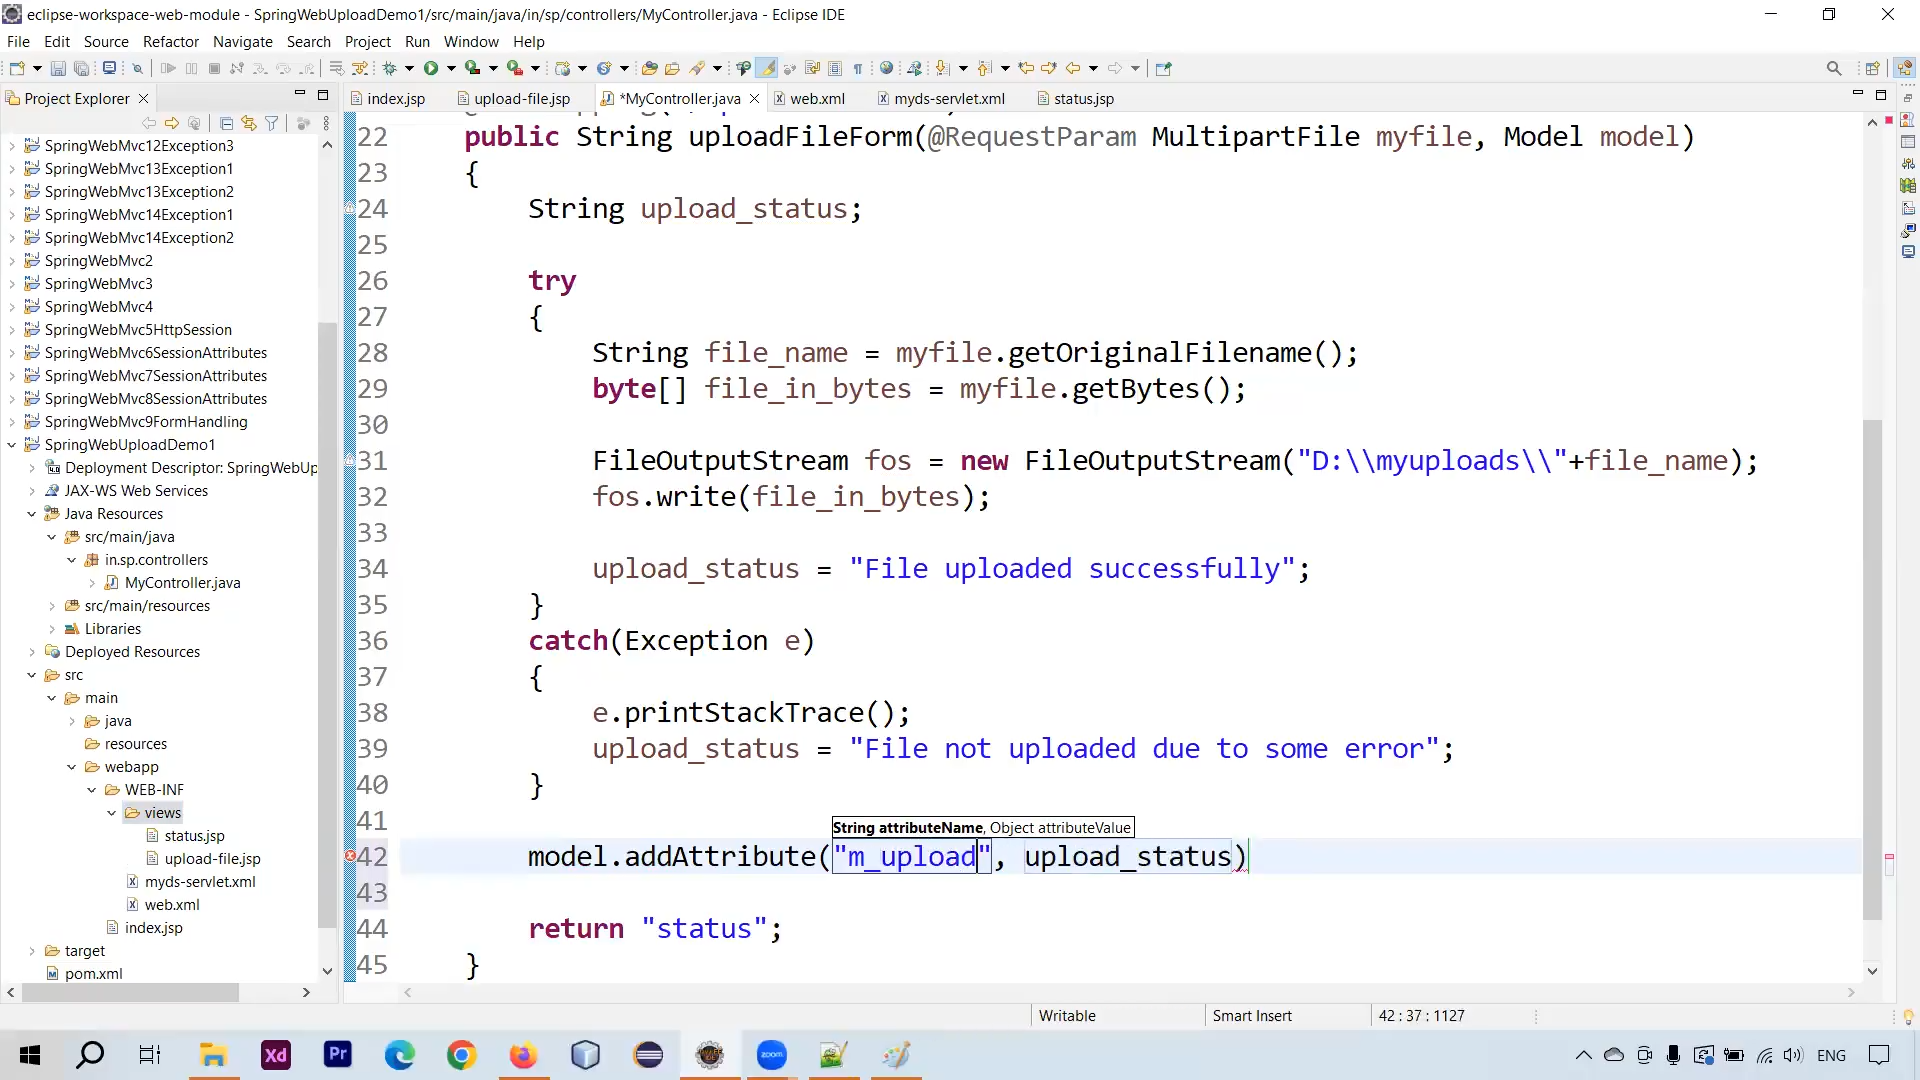 eclipse-workspace-web-module - SpringWebUploadDemo1/src/main/java/in/sp/controllers/MyController.java - Eclipse IDE
File Edit Source Refactor Navigate Search Project Run Window Help
Project Explorer
index.jsp upload-file.jsp *MyController.java web.xml myds-servlet.xml status.jsp
SpringWebMvc12Exception3
SpringWebMvc13Exception1
SpringWebMvc13Exception2
SpringWebMvc14Exception1
SpringWebMvc14Exception2
SpringWebMvc2
SpringWebMvc3
SpringWebMvc4
SpringWebMvc5HttpSession
SpringWebMvc6SessionAttributes
SpringWebMvc7SessionAttributes
SpringWebMvc8SessionAttributes
SpringWebMvc9FormHandling
SpringWebUploadDemo1
Deployment Descriptor: SpringWebUp
JAX-WS Web Services
Java Resources
src/main/java
in.sp.controllers
MyController.java
src/main/resources
Libraries
Deployed Resources
src
main
java
resources
webapp
WEB-INF
views
status.jsp
upload-file.jsp
myds-servlet.xml
web.xml
index.jsp
target
pom.xml
22 public String uploadFileForm(@RequestParam MultipartFile myfile, Model model)
23 {
24 String upload_status;
25
26 try
27 {
28 String file_name = myfile.getOriginalFilename();
29 byte[] file_in_bytes = myfile.getBytes();
30
31 FileOutputStream fos = new FileOutputStream("D:\\myuploads\\"+file_name);
32 fos.write(file_in_bytes);
33
34 upload_status = "File uploaded successfully";
35 }
36 catch(Exception e)
37 {
38 e.printStackTrace();
39 upload_status = "File not uploaded due to some error";
40 }
41
String attributeName, Object attributeValue
42 model.addAttribute("m_upload", upload_status)
43
44 return "status";
45 }
Writable Smart Insert 42 : 37 : 1127
Xd Pr zoom ENG